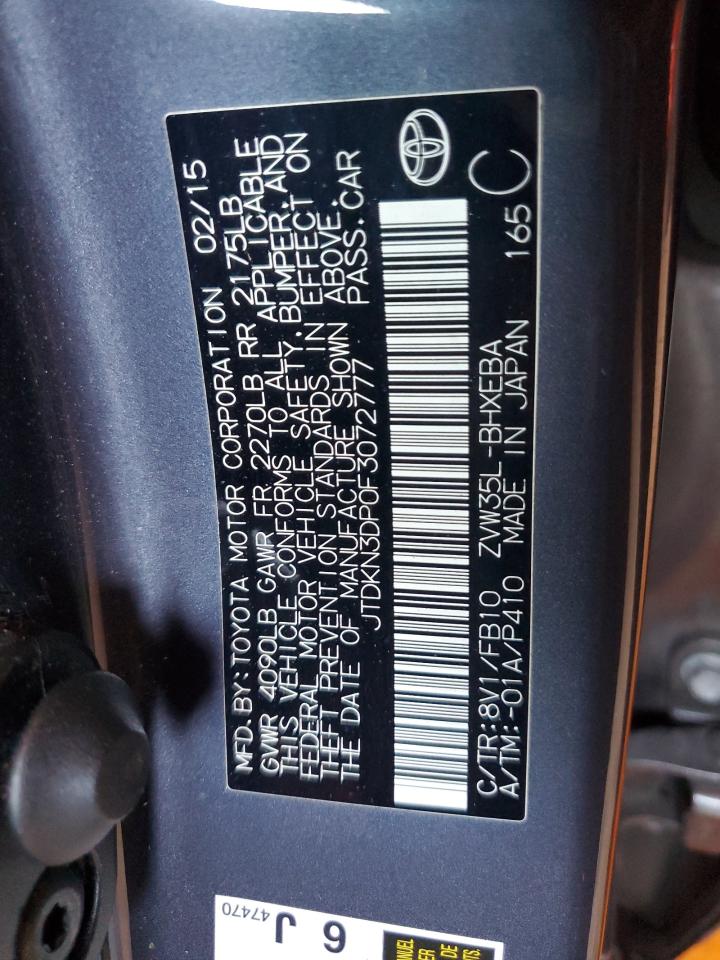 MFD.BY:TOYOTA MOTOR CORPORATION 02/15
GVWR 4090LB GAWR FR 2270LB RR 2175LB
THIS VEHICLE CONFORMS TO ALL APPLICABLE
FEDERAL MOTOR VEHICLE SAFETY, BUMPER, AND
THEFT PREVENTION STANDARDS IN EFFECT ON
THE DATE OF MANUFACTURE SHOWN ABOVE.
JTDKN3DP0F3072777 PASS.CAR
C/TR:8V1/FB10 ZVW35L-BHXEBA
A/TM:-01A/P410 MADE IN JAPAN 165 C
47470
6 J
DE